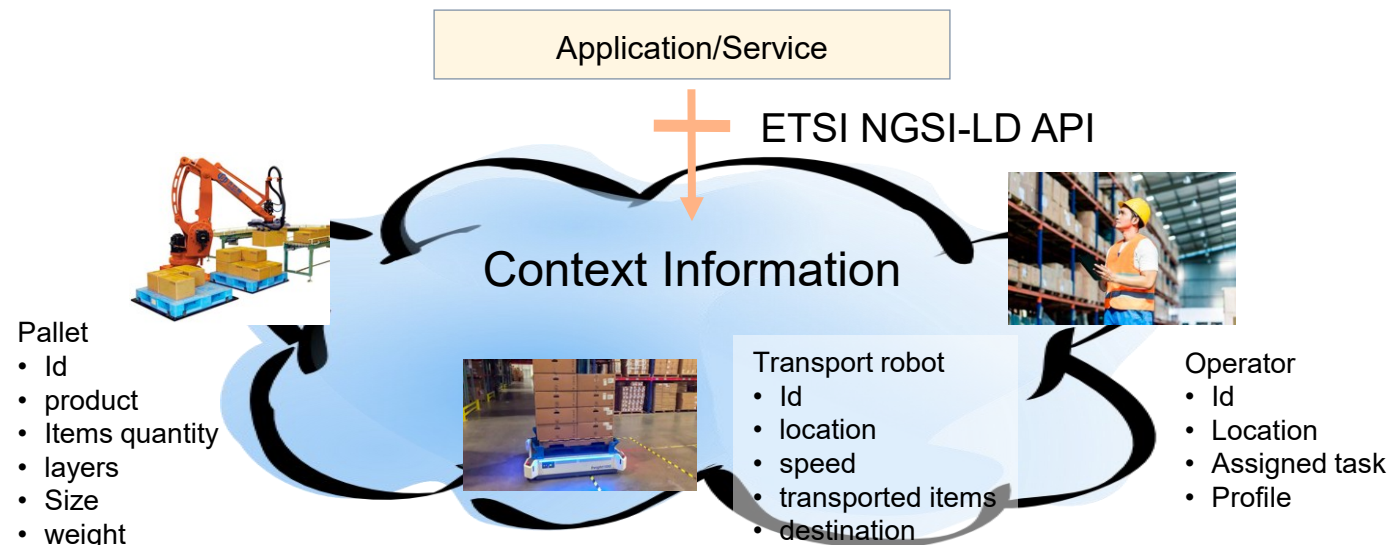 Application/Service
ETSI NGSI-LD API
Context Information
Pallet
• Id
• product
• Items quantity
• layers
• Size
• weight
Transport robot
• Id
• location
• speed
• transported items
• destination
Operator
• Id
• Location
• Assigned task
• Profile